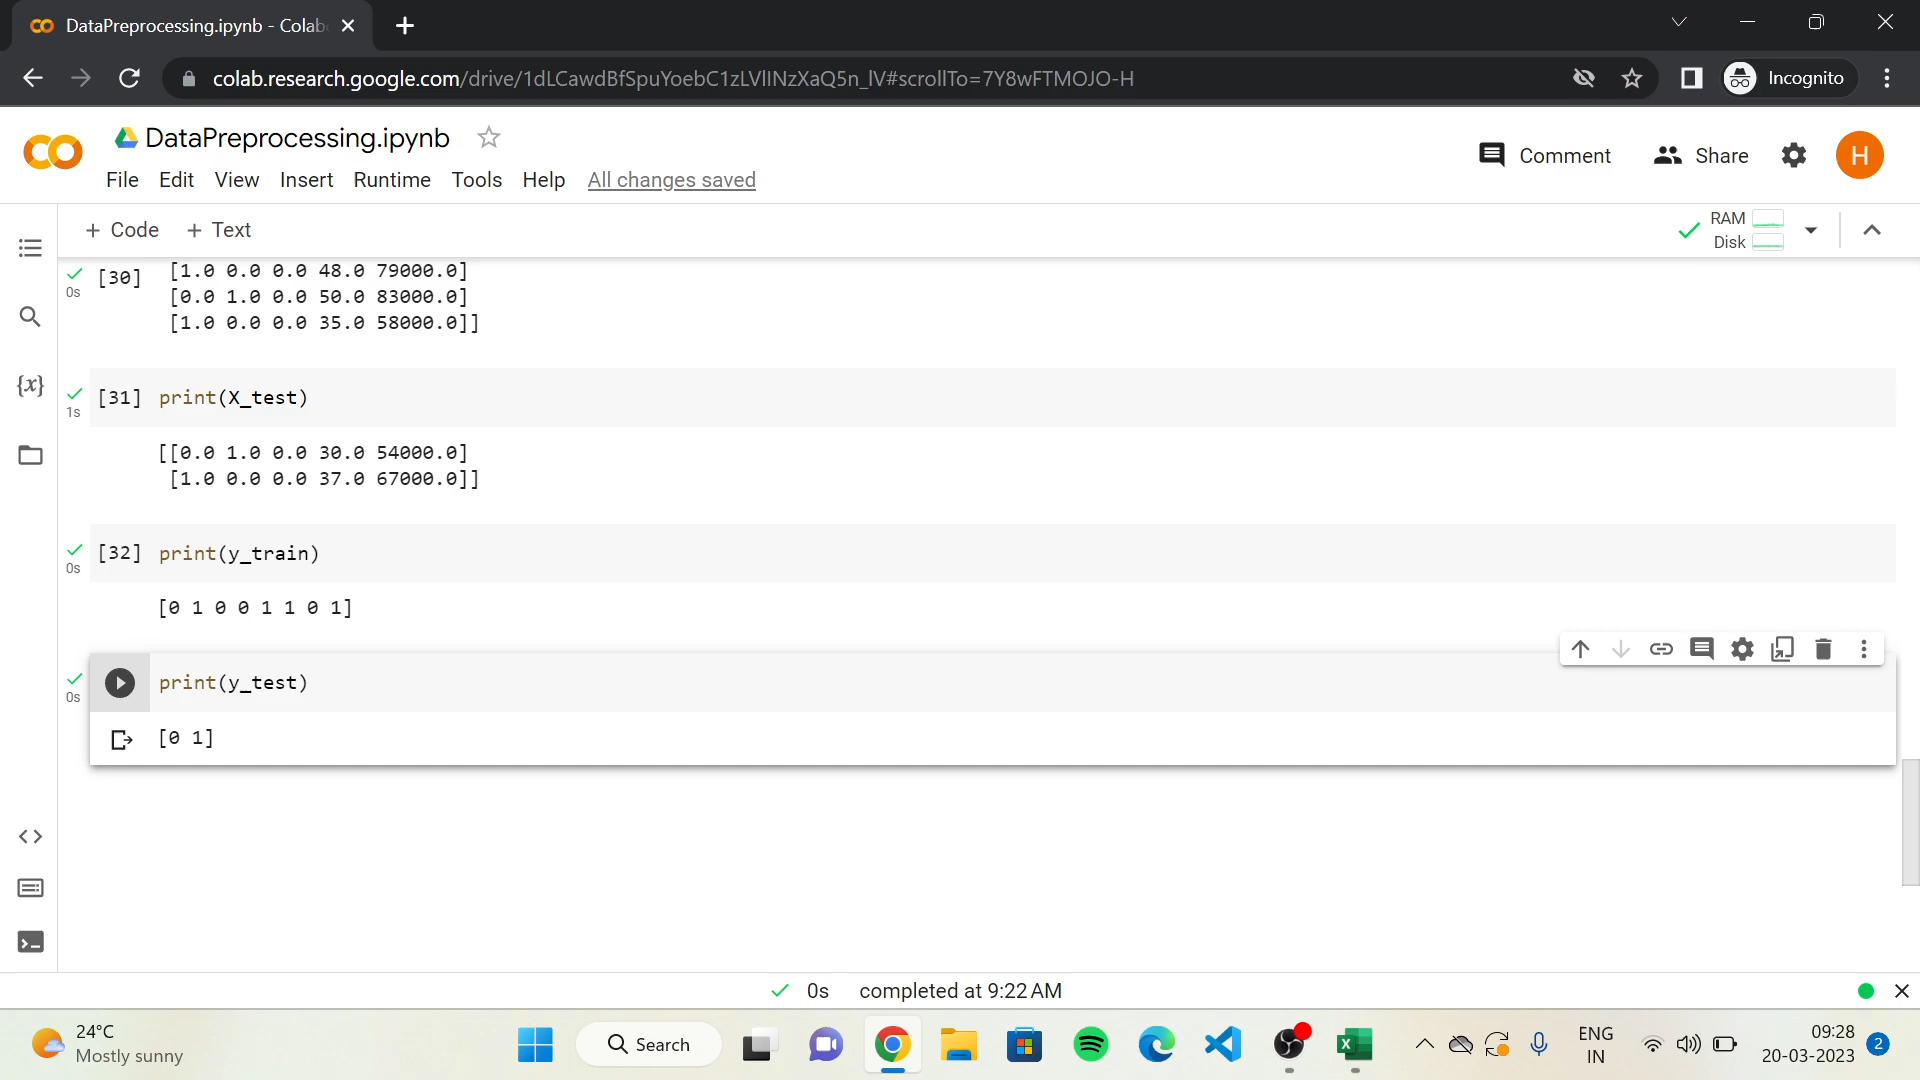 DataPreprocessing.ipynb - Colab
colab.research.google.com/drive/1dLCawdBfSpuYoebC1zLVlINzXaQ5n_lV#scrollTo=7Y8wFTMOJO-H
Incognito
DataPreprocessing.ipynb
Comment
Share
H
File Edit View Insert Runtime Tools Help All changes saved
+ Code + Text
RAM
Disk
[30] [1.0 0.0 0.0 48.0 79000.0]
0s
[0.0 1.0 0.0 50.0 83000.0]
[1.0 0.0 0.0 35.0 58000.0]]
{x}
[31] print(X_test)
1s
[[0.0 1.0 0.0 30.0 54000.0]
[1.0 0.0 0.0 37.0 67000.0]]
[32] print(y_train)
0s
[0 1 0 0 1 1 0 1]
print(y_test)
0s
[0 1]
0s completed at 9:22 AM
24°C
Mostly sunny
Search
ENG
IN
09:28
20-03-2023
2